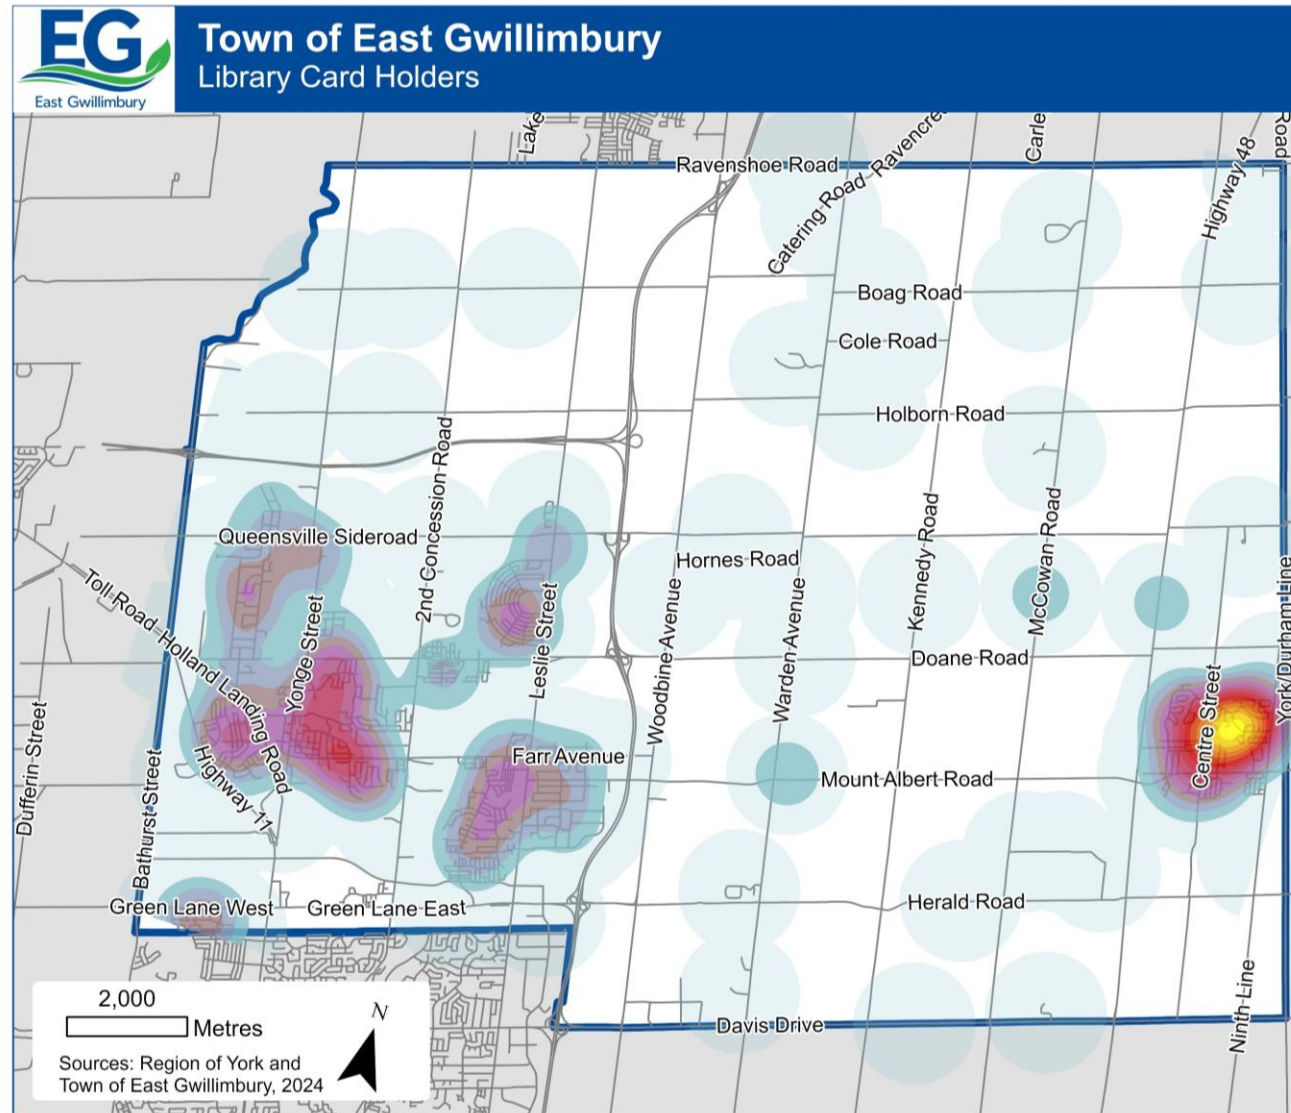 EG
East Gwillimbury
Town of East Gwillimbury
Library Card Holders
Lake
Carle
Road
Ravenshoe Road
Catering Road
Highway 48
Boag Road
Cole Road
Holborn Road
2nd Concession Road
Queensville Sideroad
Hornes Road
Kennedy Road
McCowan Road
Toll Road
Holland Landing Road
Yonge Street
Leslie Street
Woodbine Avenue
Warden Avenue
Doane Road
York/Durham Line
Dufferin Street
Bathurst Street
Highway 11
Farr Avenue
Mount Albert Road
Centre Street
Green Lane West
Green Lane East
Herald Road
Davis Drive
Ninth Line
2,000
Metres
N
Sources: Region of York and
Town of East Gwillimbury, 2024